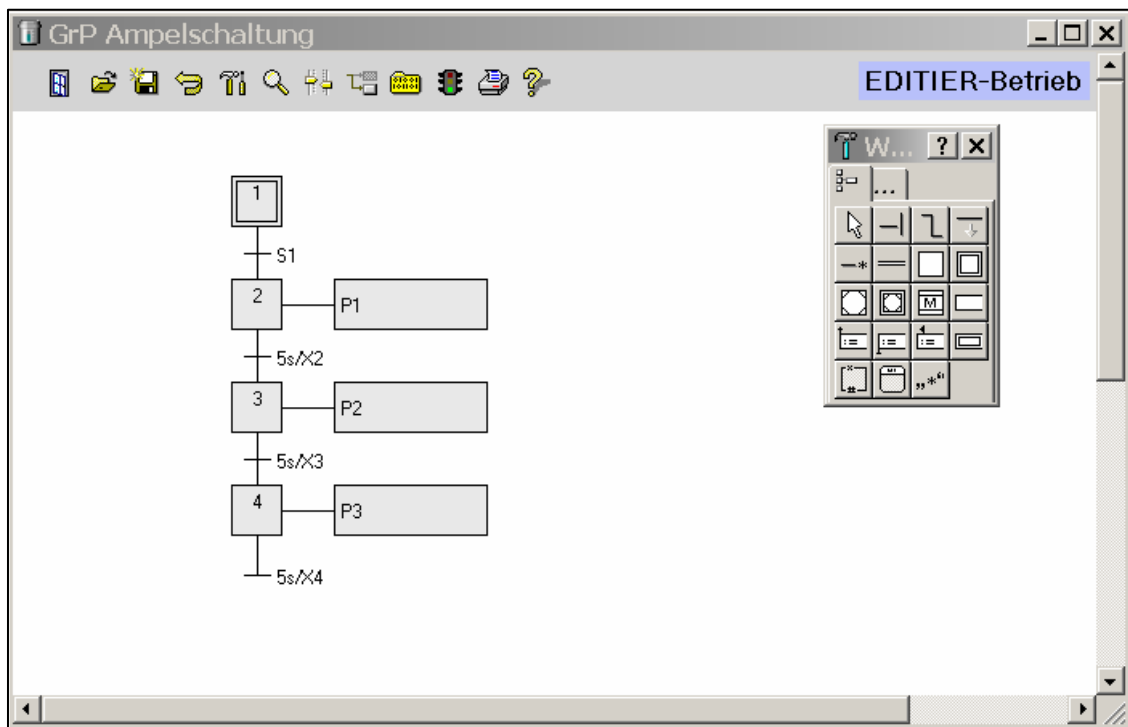 GrP Ampelschaltung
EDITIER-Betrieb
W... ?
...
1
S1
2 P1
5s/X2
3 P2
5s/X3
4 P3
5s/X4
M
:= := :=
„*“